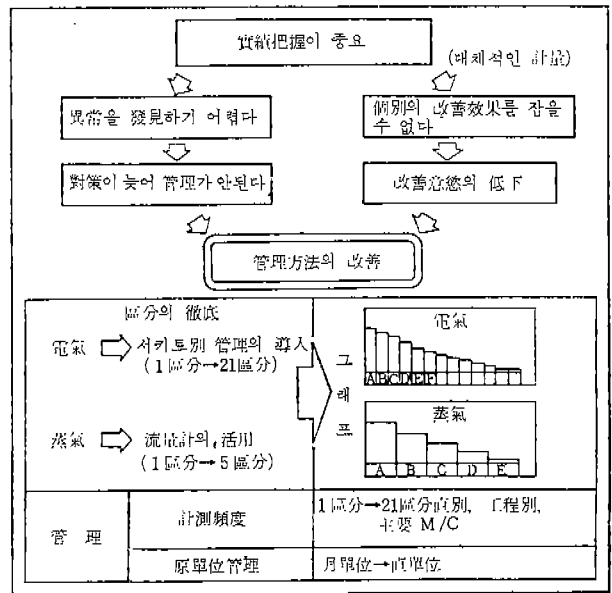 實績把握이 중요
(대체적인 計量)
異常을 發見하기 어렵다
個別의 改善效果를 잡을
수 없다
對策이 늦어 管理가 안된다
改善意慾의 低下
管理方法의 改善
區分의 徹底
電氣
서키트別 管理의 導入
(1區分→21區分)
蒸氣
流量計의 活用
(1區分→5區分)
그
래
프
電氣
A B C D E F
蒸氣
A B C D E
管理
計測頻度
1區分→21區分直別, 工程別,
主要 M/C
原單位管理
月單位→直單位